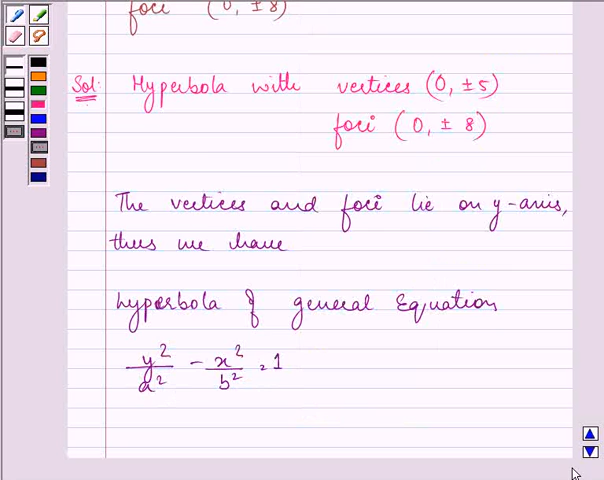 foci (0, ±8)
Sol: Hyperbola with vertices (0, ±5)
foci (0, ± 8)
The vertices and foci lie on y-axis,
thus we have
hyperbola of general Equation
y²/a² - x²/b² = 1